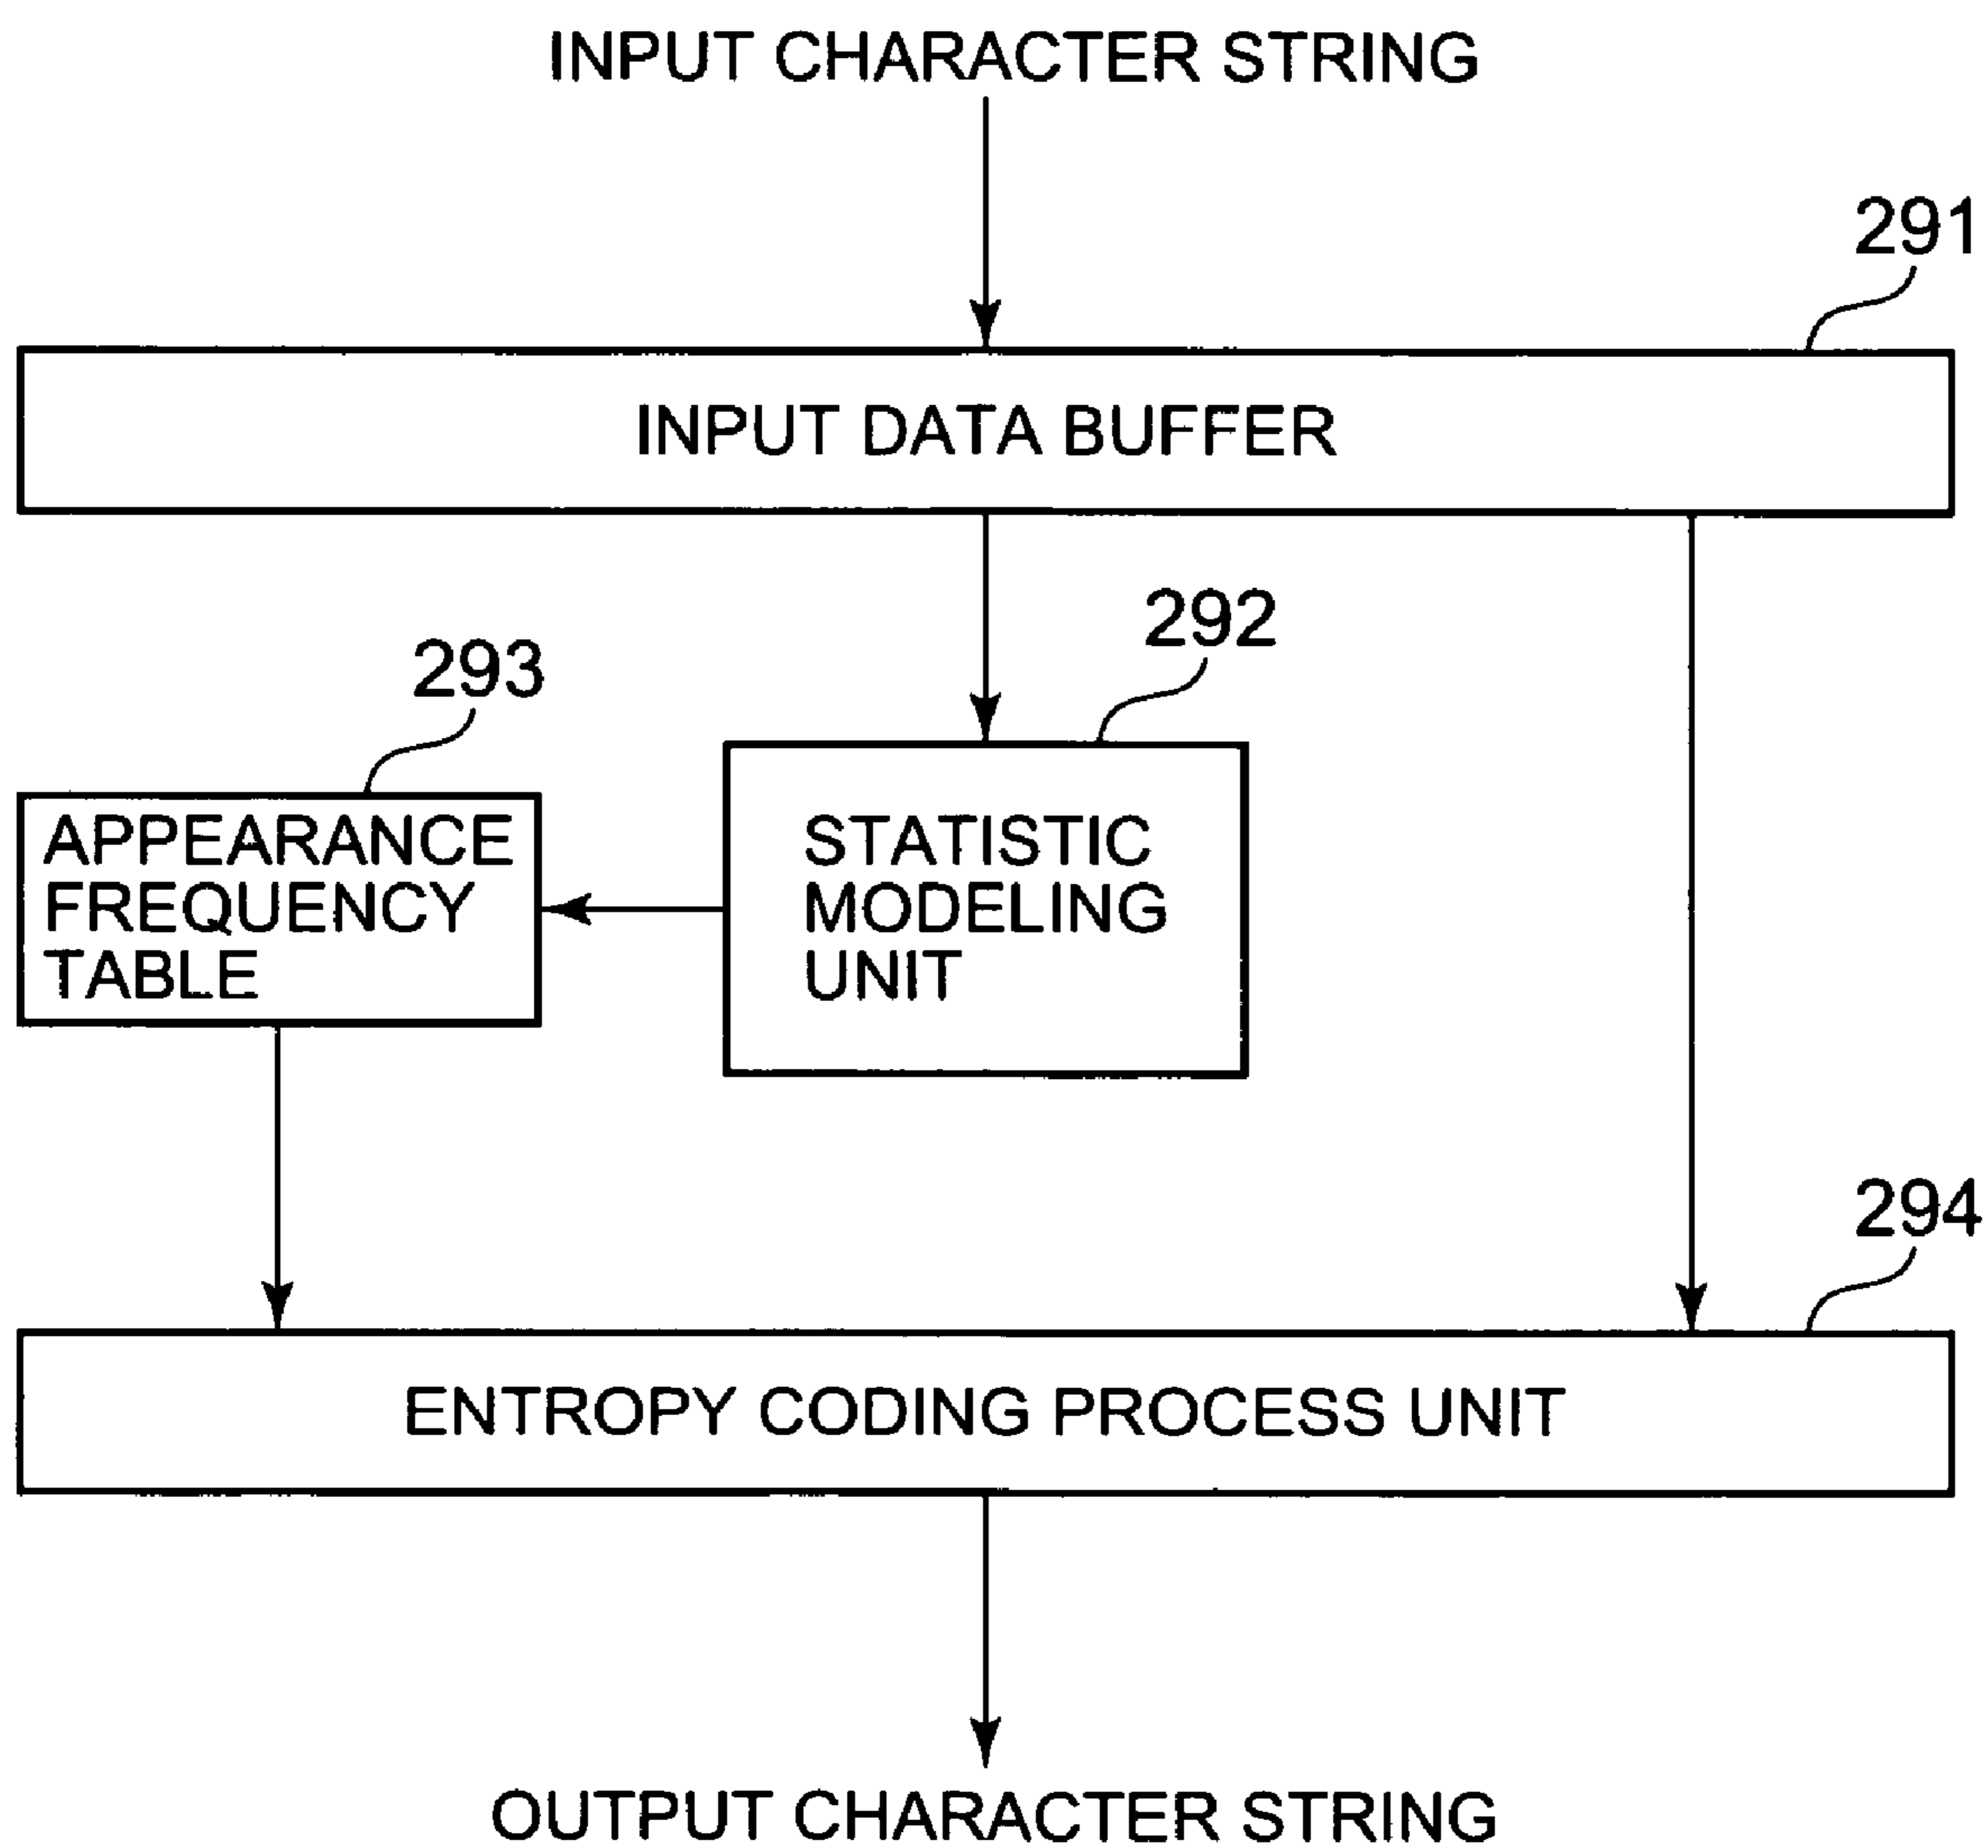 INPUT CHARACTER STRING
291
INPUT DATA BUFFER
292
293
APPEARANCE
FREQUENCY
TABLE
STATISTIC
MODELING
UNIT
294
ENTROPY CODING PROCESS UNIT
OUTPUT CHARACTER STRING